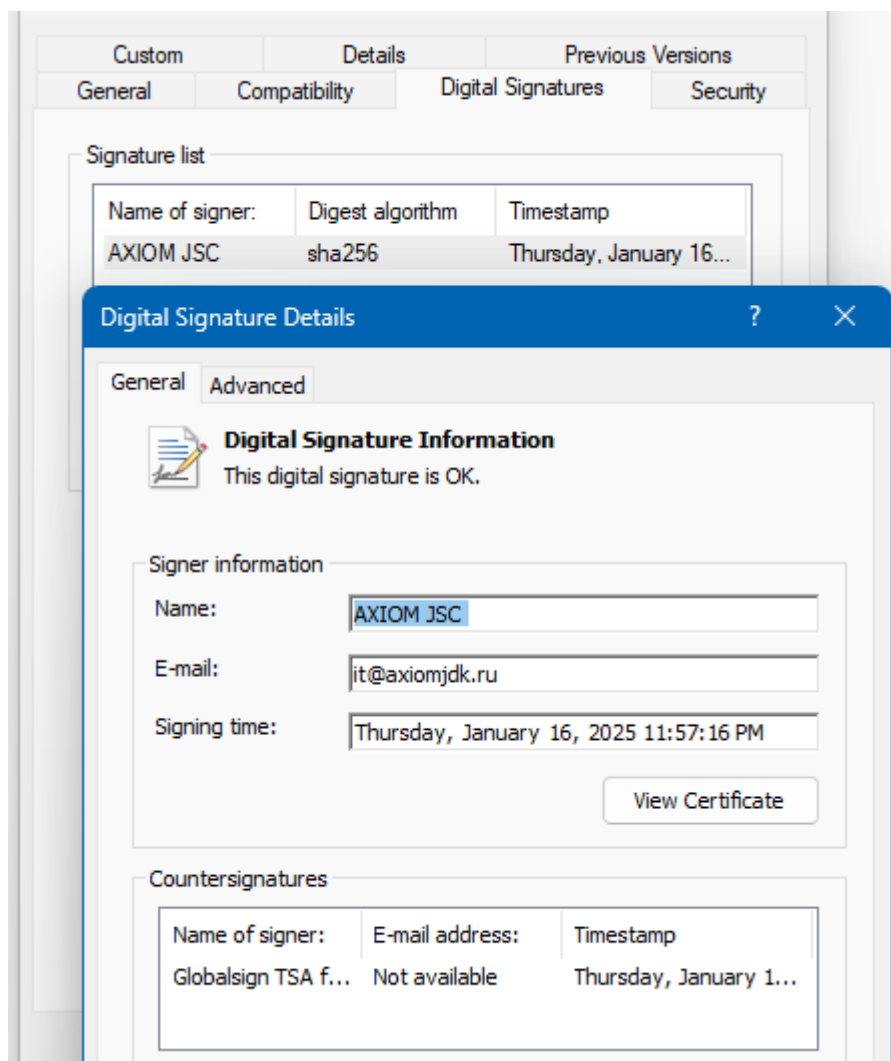 Custom Details Previous Versions
General Compatibility Digital Signatures Security
Signature list
Name of signer: Digest algorithm Timestamp
AXIOM JSC sha256 Thursday, January 16...
Digital Signature Details ?
General Advanced
Digital Signature Information
This digital signature is OK.
Signer information
Name: AXIOM JSC
E-mail: it@axiomjdk.ru
Signing time: Thursday, January 16, 2025 11:57:16 PM
View Certificate
Countersignatures
Name of signer: E-mail address: Timestamp
Globalsign TSA f... Not available Thursday, January 1...